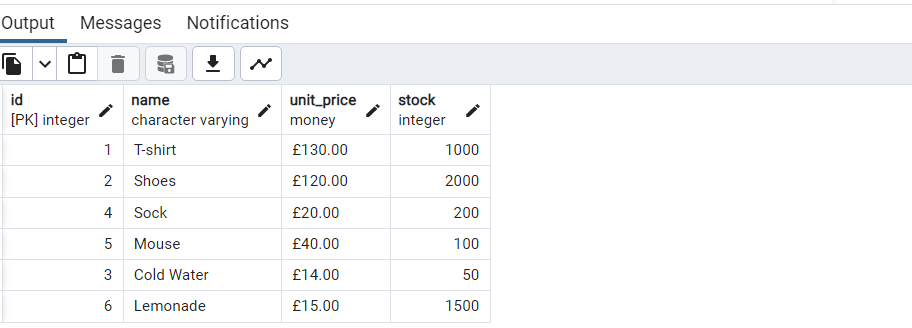 Output Messages Notifications
id name unit_price stock
[PK] integer character varying money integer
1 T-shirt £130.00 1000
2 Shoes £120.00 2000
4 Sock £20.00 200
5 Mouse £40.00 100
3 Cold Water £14.00 50
6 Lemonade £15.00 1500